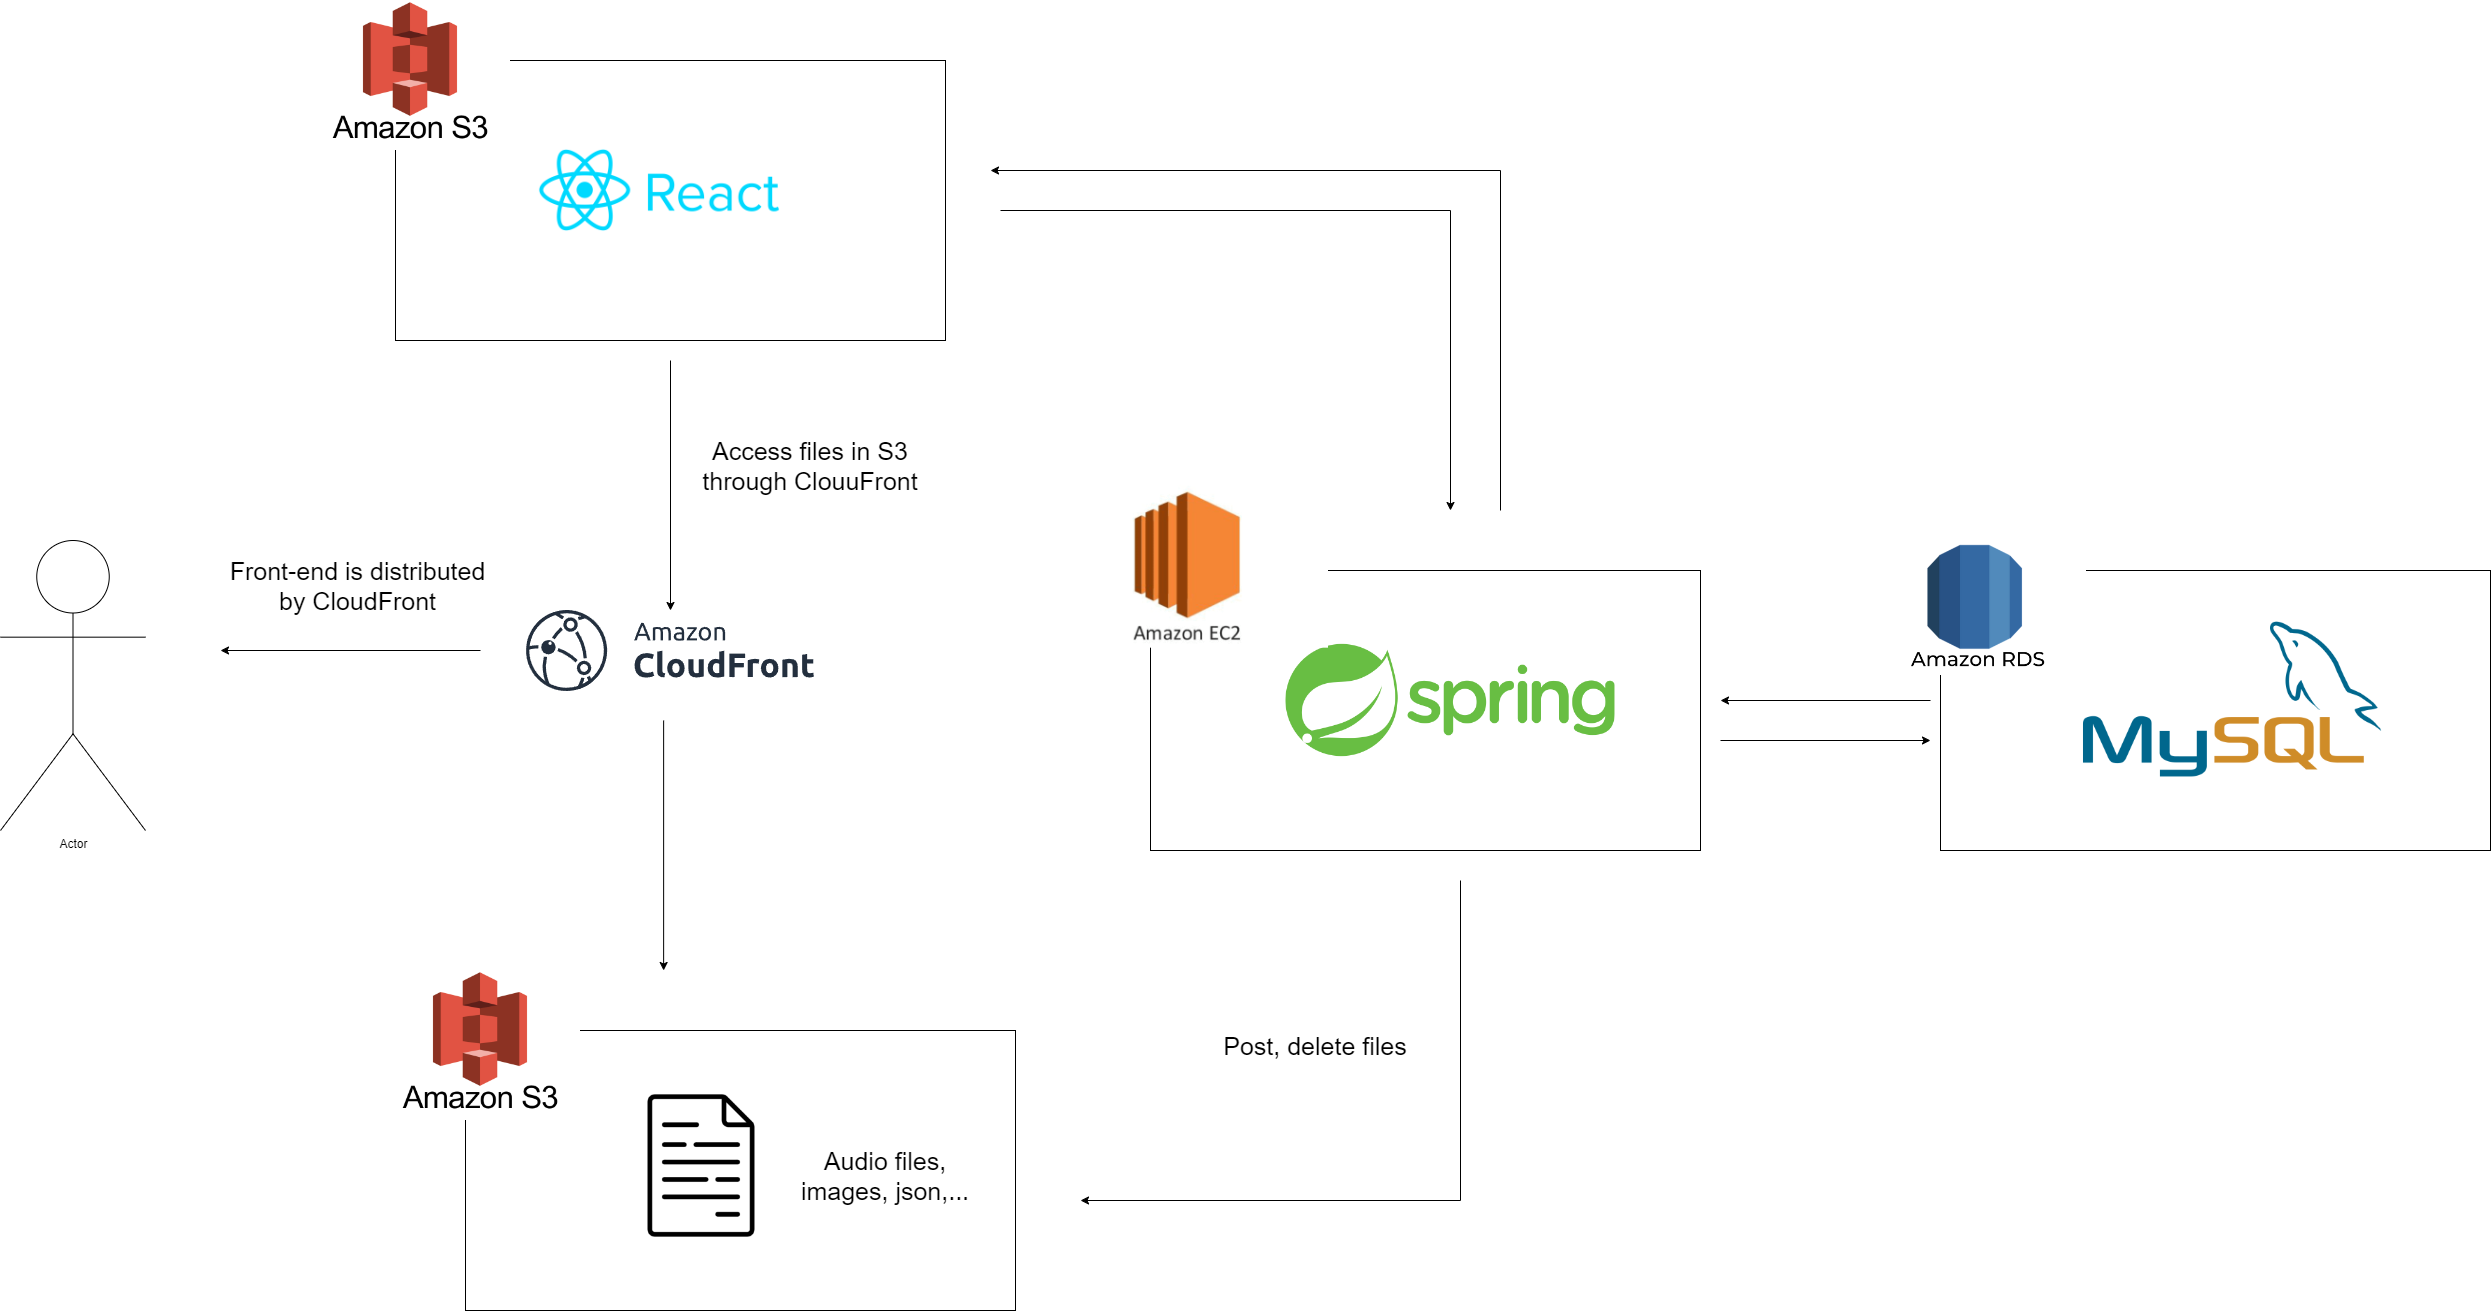 Amazon S3
React
Access files in S3
through ClouuFront
Front-end is distributed
by CloudFront
Amazon
CloudFront
Actor
Amazon EC2
spring
Amazon RDS
MySQL
Post, delete files
Amazon S3
Audio files,
images, json,...